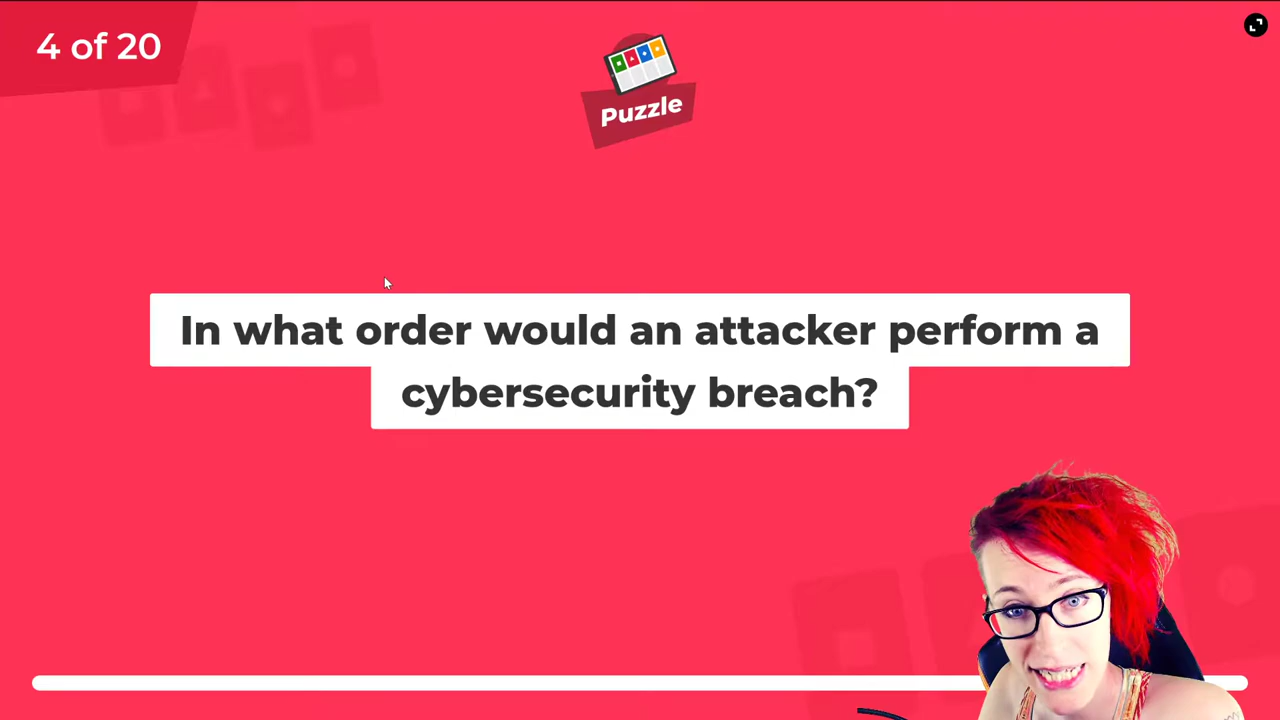 4 of 20
Puzzle
In what order would an attacker perform a
cybersecurity breach?